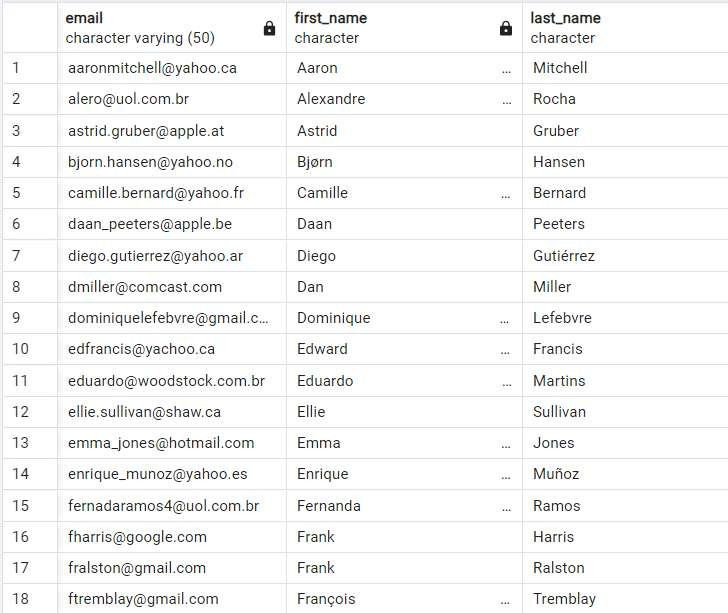 email first_name last_name
character varying (50) character character
1 aaronmitchell@yahoo.ca Aaron ... Mitchell
2 alero@uol.com.br Alexandre ... Rocha
3 astrid.gruber@apple.at Astrid Gruber
4 bjorn.hansen@yahoo.no Bjørn Hansen
5 camille.bernard@yahoo.fr Camille ... Bernard
6 daan_peeters@apple.be Daan Peeters
7 diego.gutierrez@yahoo.ar Diego Gutiérrez
8 dmiller@comcast.com Dan Miller
9 dominiquelefebvre@gmail.c... Dominique ... Lefebvre
10 edfrancis@yachoo.ca Edward ... Francis
11 eduardo@woodstock.com.br Eduardo ... Martins
12 ellie.sullivan@shaw.ca Ellie Sullivan
13 emma_jones@hotmail.com Emma ... Jones
14 enrique_munoz@yahoo.es Enrique ... Muñoz
15 fernadaramos4@uol.com.br Fernanda ... Ramos
16 fharris@google.com Frank Harris
17 fralston@gmail.com Frank Ralston
18 ftremblay@gmail.com François ... Tremblay